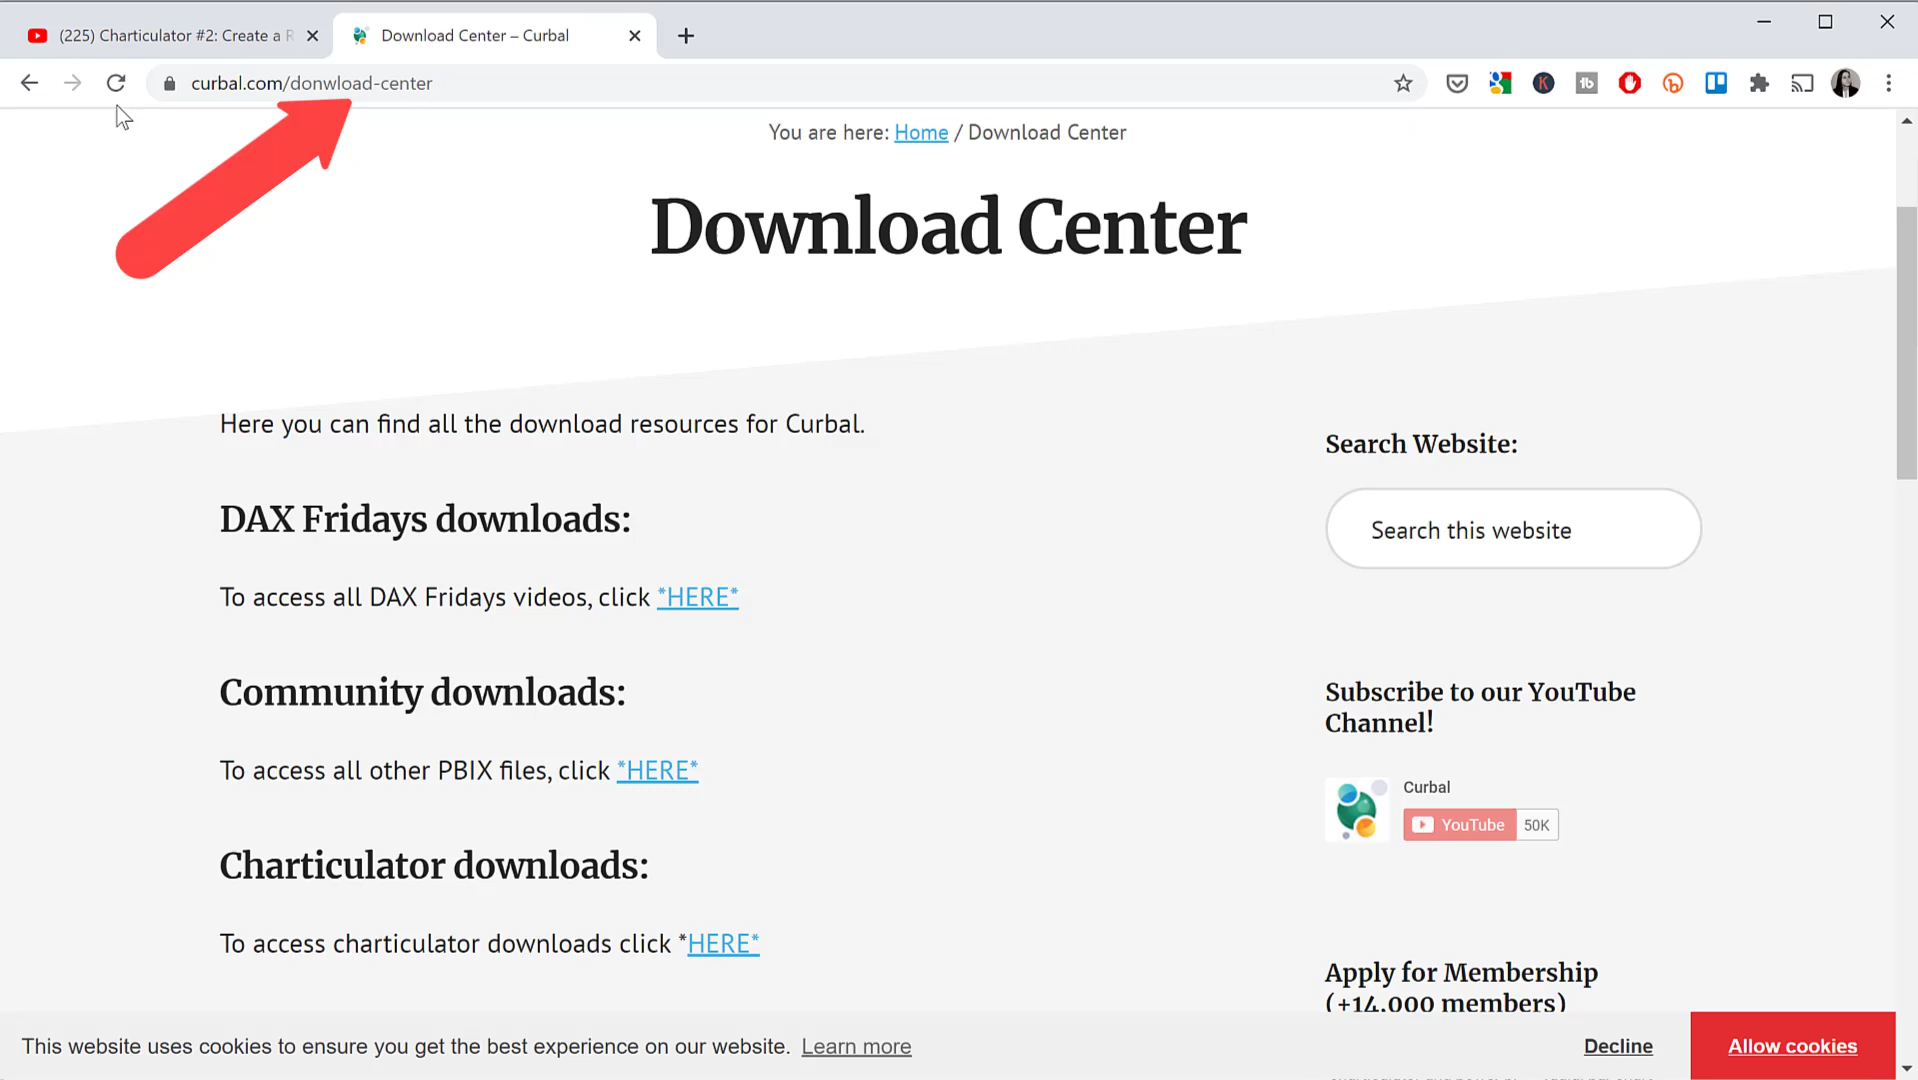 (225) Charticulator #2: Create a R
Download Center – Curbal
curbal.com/donwload-center
You are here: Home / Download Center
Download Center
Here you can find all the download resources for Curbal.
DAX Fridays downloads:
To access all DAX Fridays videos, click *HERE*
Community downloads:
To access all other PBIX files, click *HERE*
Charticulator downloads:
To access charticulator downloads click *HERE*
Search Website:
Search this website
Subscribe to our YouTube
Channel!
Curbal
YouTube 50K
Apply for Membership
(+14,000 members)
This website uses cookies to ensure you get the best experience on our website. Learn more
Decline
Allow cookies